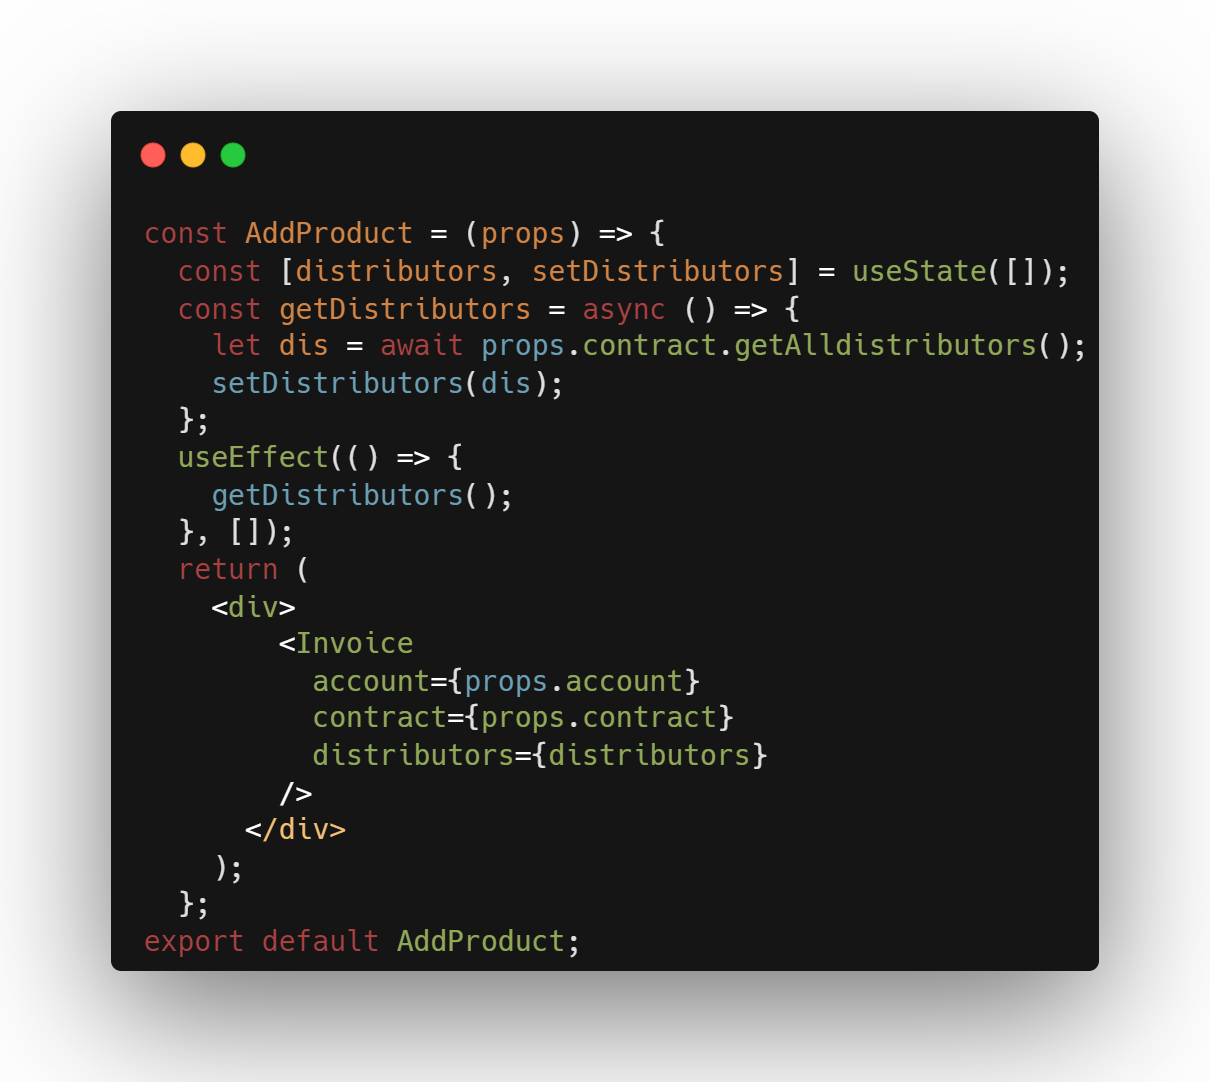 const AddProduct = (props) => {
  const [distributors, setDistributors] = useState([]);
  const getDistributors = async () => {
    let dis = await props.contract.getAlldistributors();
    setDistributors(dis);
  };
  useEffect(() => {
    getDistributors();
  }, []);
  return (
    <div>
        <Invoice
          account={props.account}
          contract={props.contract}
          distributors={distributors}
        />
      </div>
    );
  };
export default AddProduct;